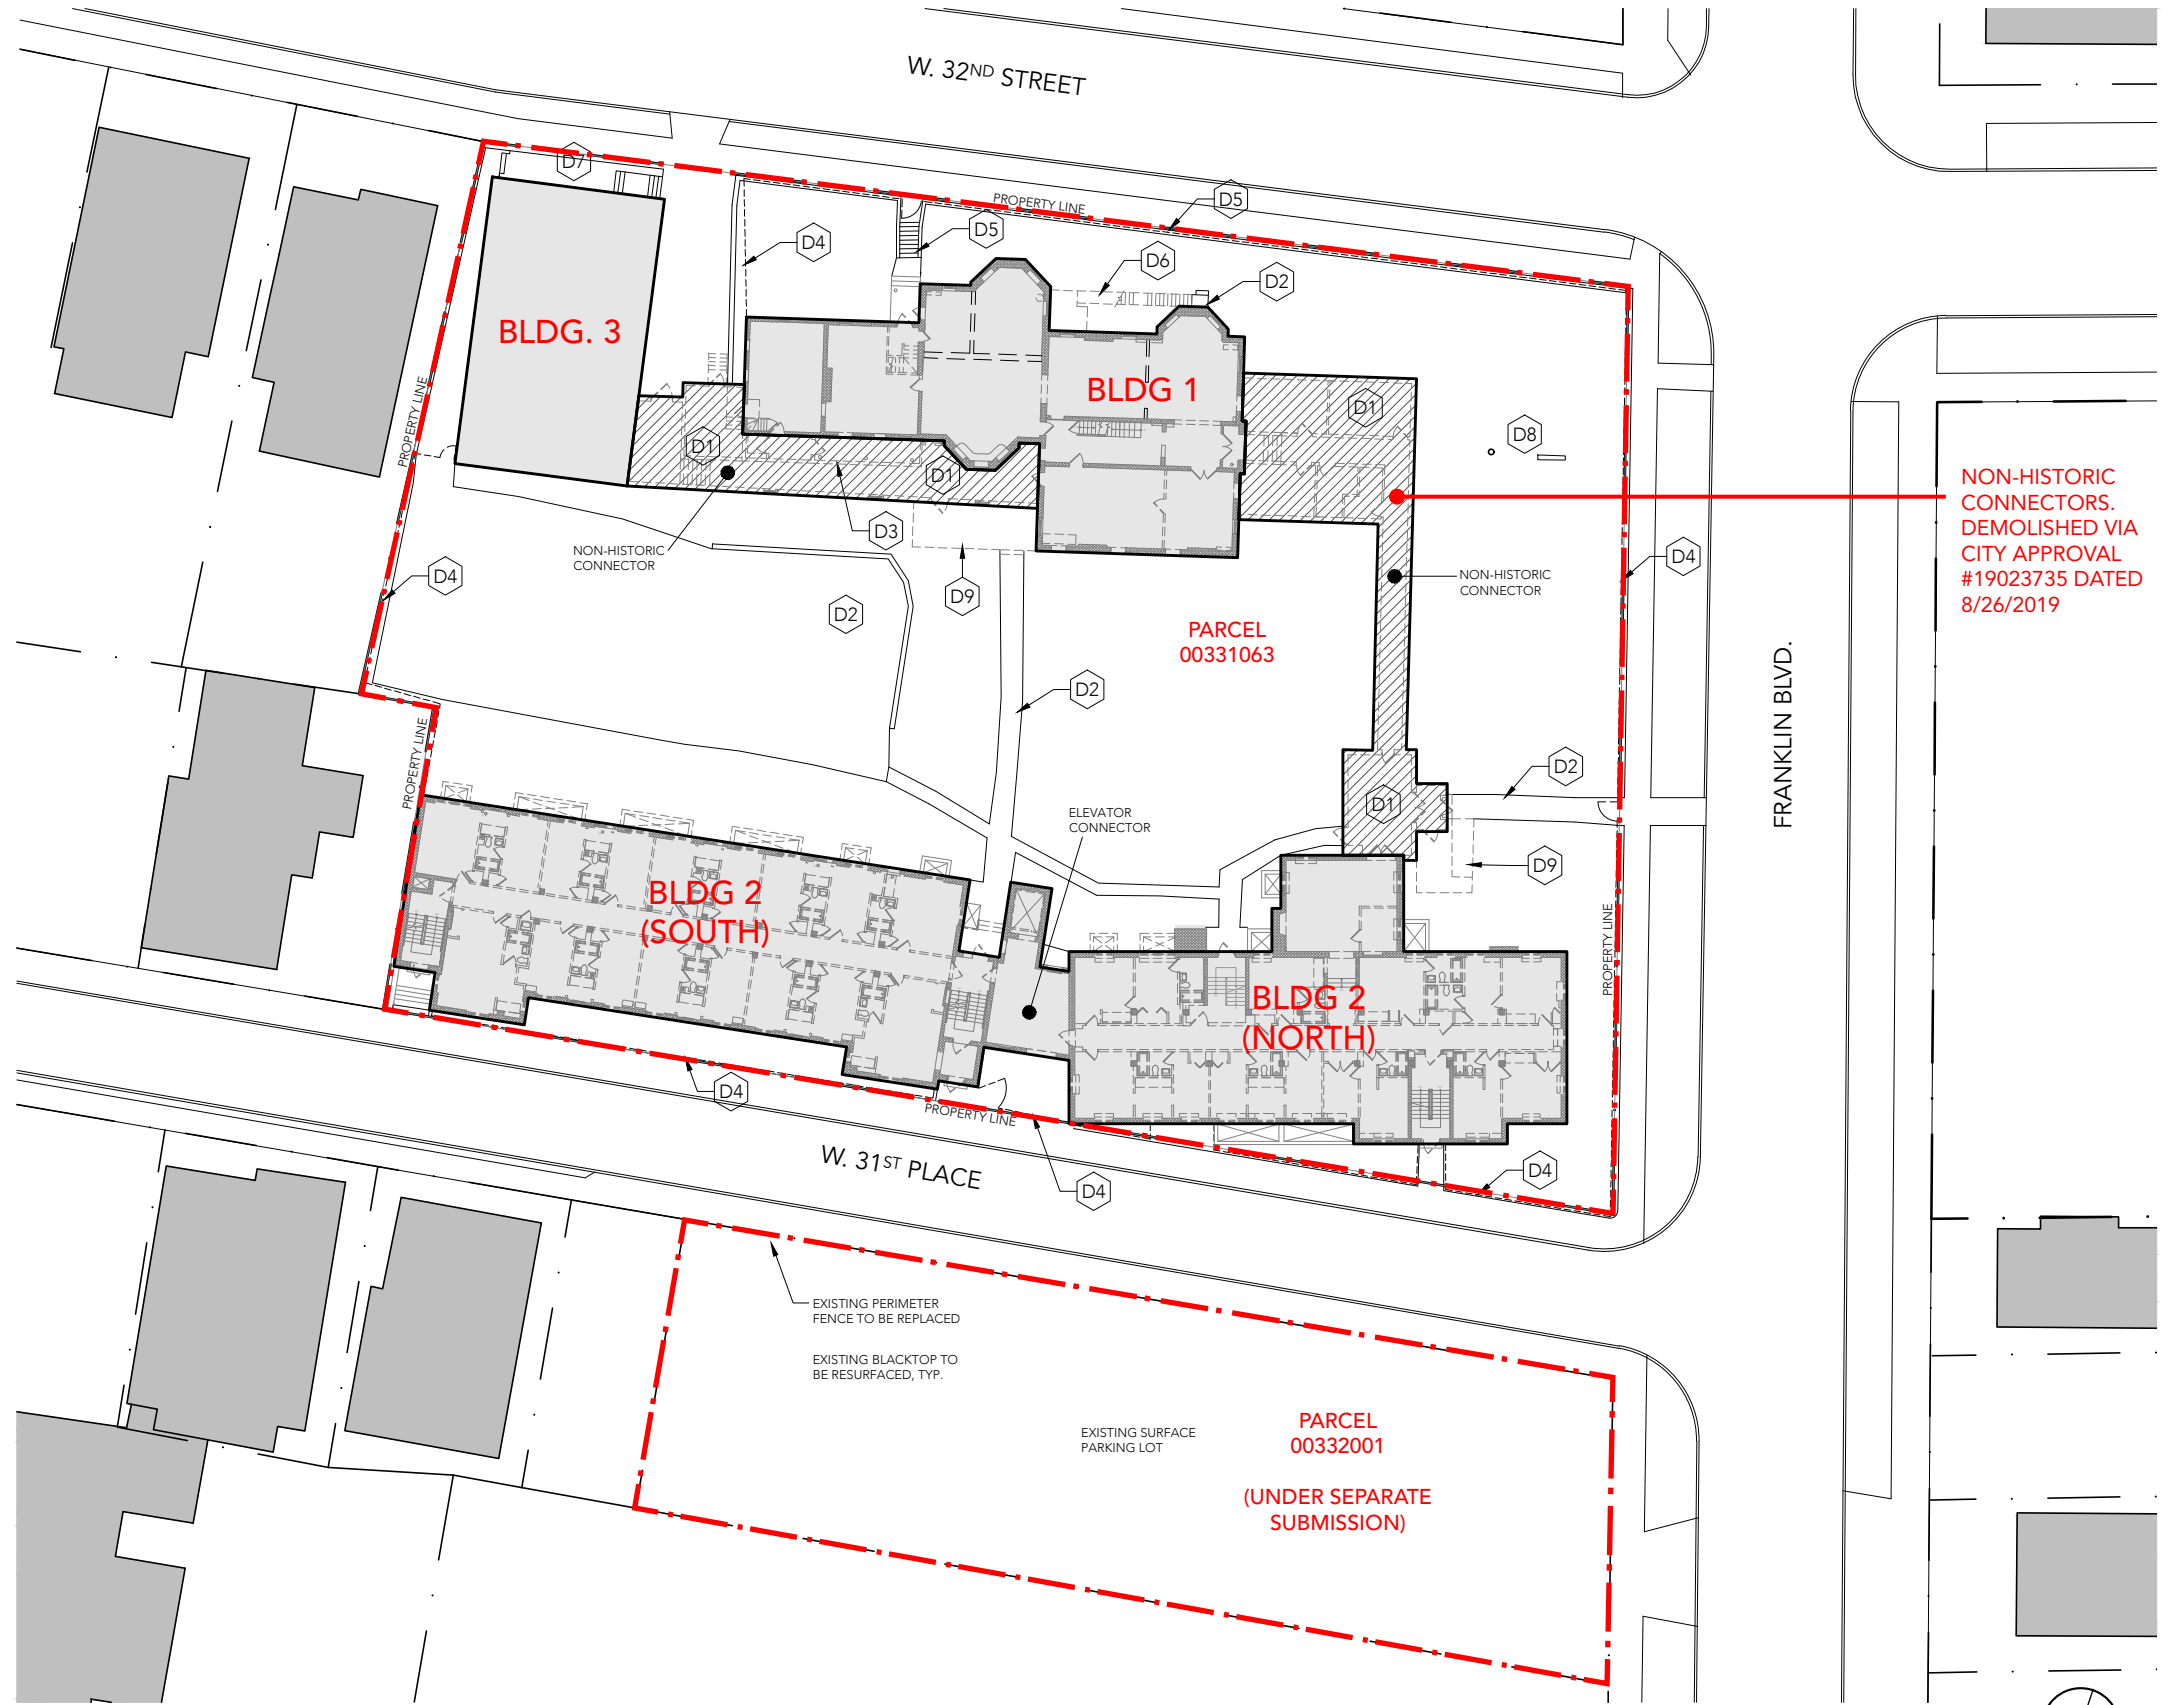 W. 32ND STREET
D7
PROPERTY LINE
D5
D4
D5
D6
D2
BLDG. 3
BLDG 1
D1
D1
D1
D8
PROPERTY LINE
NON-HISTORIC
CONNECTORS.
DEMOLISHED VIA
CITY APPROVAL
#19023735 DATED
8/26/2019
D3
NON-HISTORIC
CONNECTOR
D4
D9
D2
D4
NON-HISTORIC
CONNECTOR
PARCEL
00331063
FRANKLIN BLVD.
D2
PROPERTY LINE
D2
D1
ELEVATOR
CONNECTOR
D9
BLDG 2
(SOUTH)
PROPERTY LINE
BLDG 2
(NORTH)
D4
PROPERTY LINE
W. 31ST PLACE
D4
D4
EXISTING PERIMETER
FENCE TO BE REPLACED
EXISTING BLACKTOP TO
BE RESURFACED, TYP.
EXISTING SURFACE
PARKING LOT
PARCEL
00332001
(UNDER SEPARATE
SUBMISSION)